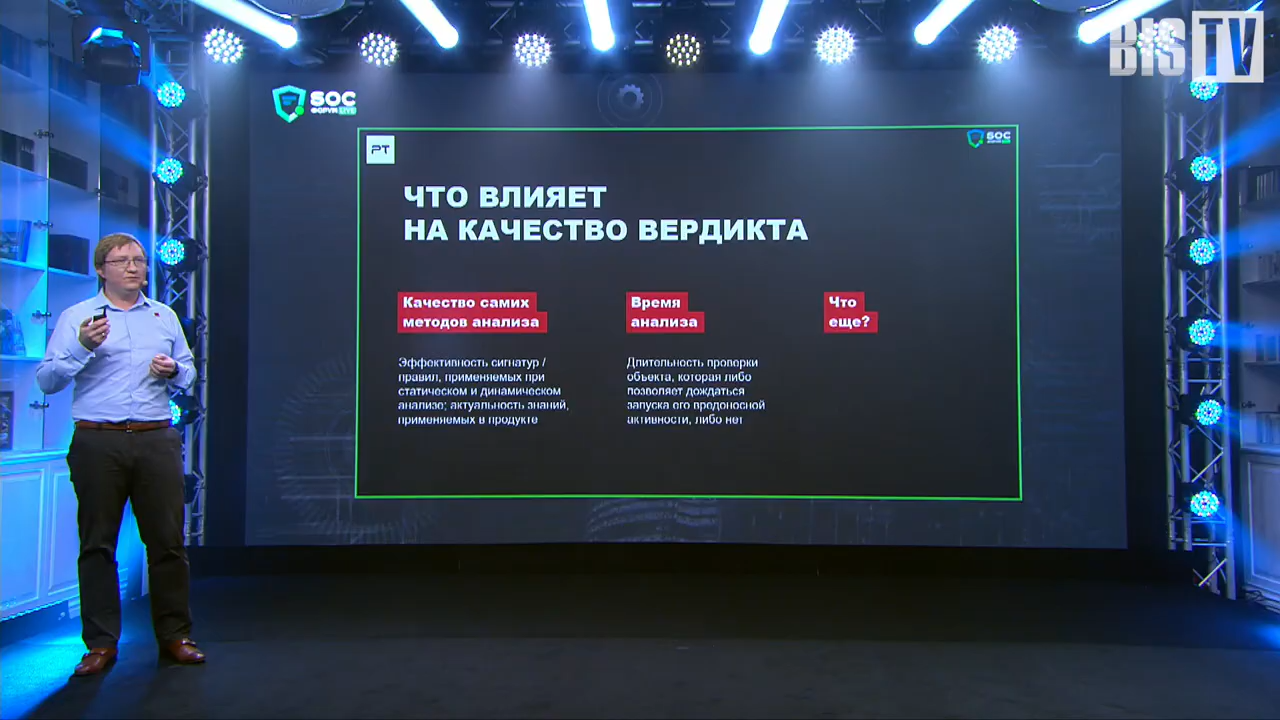 BIS TV
SOC
ФОРУМ LIVE
PT
SOC
ЧТО ВЛИЯЕТ
НА КАЧЕСТВО ВЕРДИКТА
Качество самих
методов анализа
Эффективность сигнатур /
правил, применяемых при
статическом и динамическом
анализе; актуальность знаний,
применяемых в продукте
Время
анализа
Длительность проверки
объекта, которая либо
позволяет дождаться
запуска его вредоносной
активности, либо нет
Что
еще?